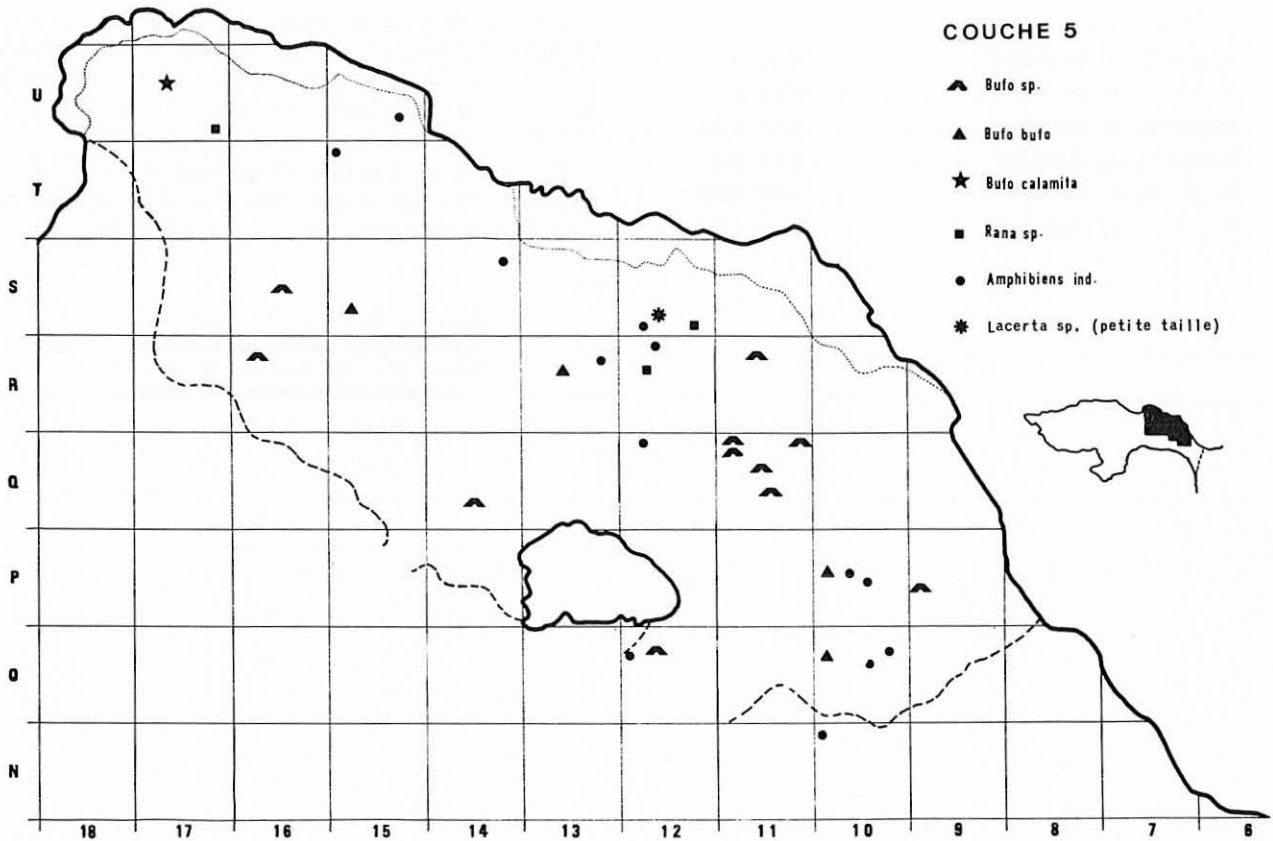 COUCHE 5
Bufo sp.
Bufo bufo
Bufo calamita
Rana sp.
Amphibiens ind.
Lacerta sp. (petite taille)
U
T
S
R
Q
P
O
N
18 17 16 15 14 13 12 11 10 9 8 7 6